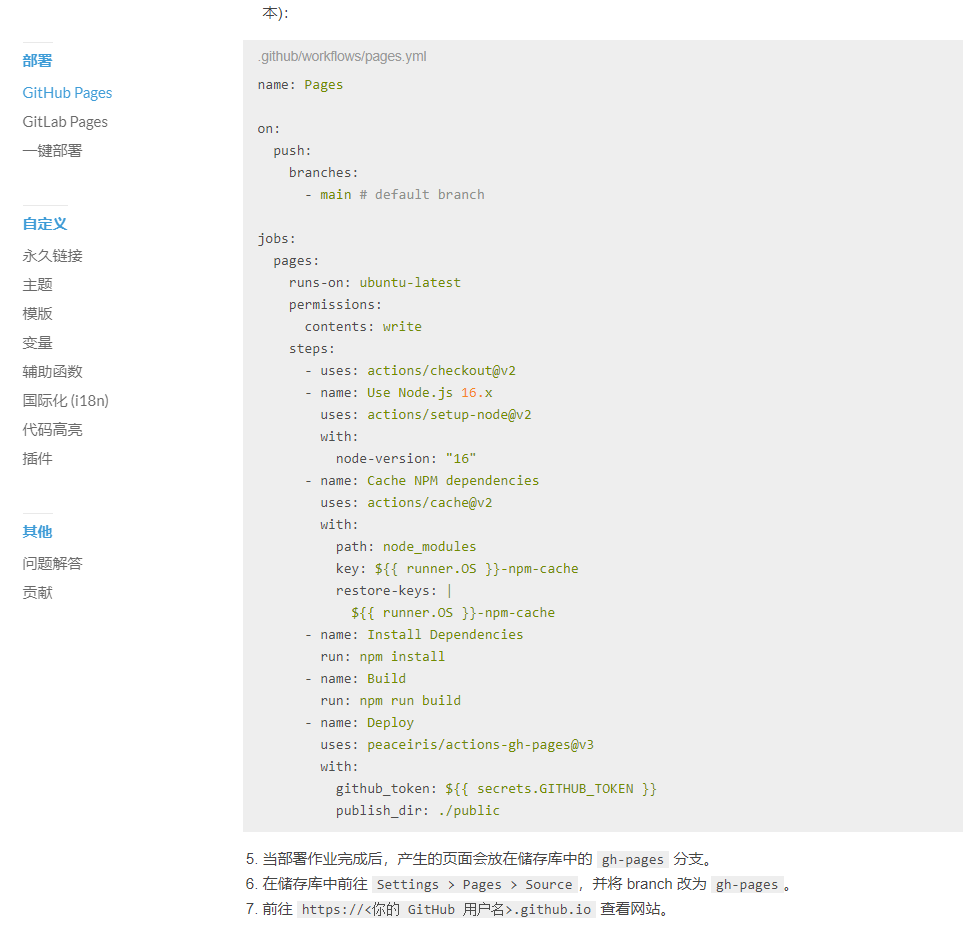 本):
部署
GitHub Pages
GitLab Pages
一键部署
自定义
永久链接
主题
模版
变量
辅助函数
国际化 (i18n)
代码高亮
插件
其他
问题解答
贡献
.github/workflows/pages.yml
name: Pages
on:
  push:
    branches:
      - main # default branch
jobs:
  pages:
    runs-on: ubuntu-latest
    permissions:
      contents: write
    steps:
      - uses: actions/checkout@v2
      - name: Use Node.js 16.x
        uses: actions/setup-node@v2
        with:
          node-version: "16"
      - name: Cache NPM dependencies
        uses: actions/cache@v2
        with:
          path: node_modules
          key: ${{ runner.OS }}-npm-cache
          restore-keys: |
            ${{ runner.OS }}-npm-cache
      - name: Install Dependencies
        run: npm install
      - name: Build
        run: npm run build
      - name: Deploy
        uses: peaceiris/actions-gh-pages@v3
        with:
          github_token: ${{ secrets.GITHUB_TOKEN }}
          publish_dir: ./public
5. 当部署作业完成后，产生的页面会放在储存库中的 gh-pages 分支。
6. 在储存库中前往 Settings > Pages > Source，并将 branch 改为 gh-pages。
7. 前往 https://<你的 GitHub 用户名>.github.io 查看网站。